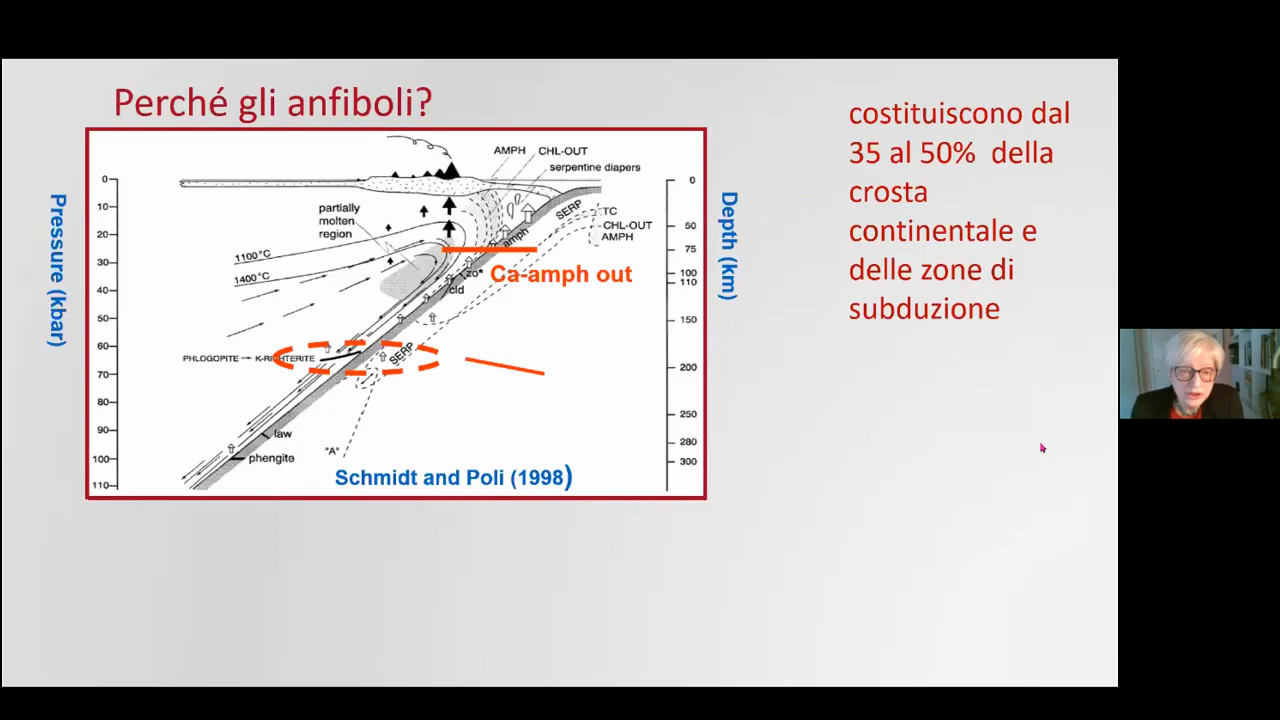 Perché gli anfiboli?
costituiscono dal
35 al 50% della
crosta
continentale e
delle zone di
subduzione
Pressure (kbar)
0
10
20
30
40
50
60
70
80
90
100
110
AMPH
CHL-OUT
serpentine diapers
partially
molten
region
1100°C
1400°C
SERP
TC
CHL-OUT
AMPH
amph
zo*
cld
Ca-amph out
PHLOGOPITE → K-RICHTERITE
SERP
law
phengite
"A"
Schmidt and Poli (1998)
0
50
75
100
110
150
200
250
280
300
Depth (km)